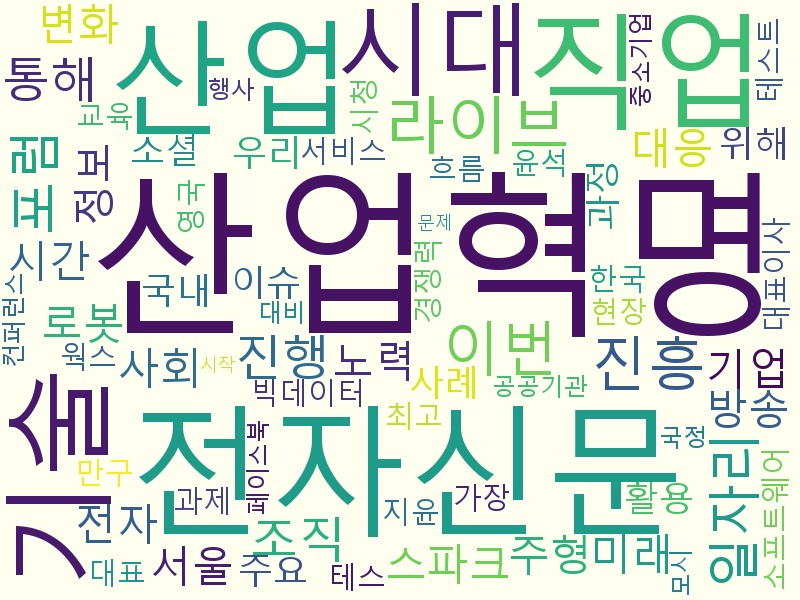 변화
통해
산업
행사
시대
직업
중소기업
테스트
교육
시청
라이브
포럼
정보
소셜
우리
서비스
흐름
윤석
대응
위해
영국
산업혁명
문제
과정
경쟁력
대표이사
시간
국내
이슈
대비
한국
현장
컨퍼런스
로봇
웍스
사회
시작
진행
노력
이번
진흥
기업
빅데이터
사례
공공기관
방송
최고
기술
전자신문
페이스북
국정
만구
과제
전자
지윤
가장
활용
일자리
소프트웨어
조직
대표
서울
주요
테스
스파크
주형
미래
모시